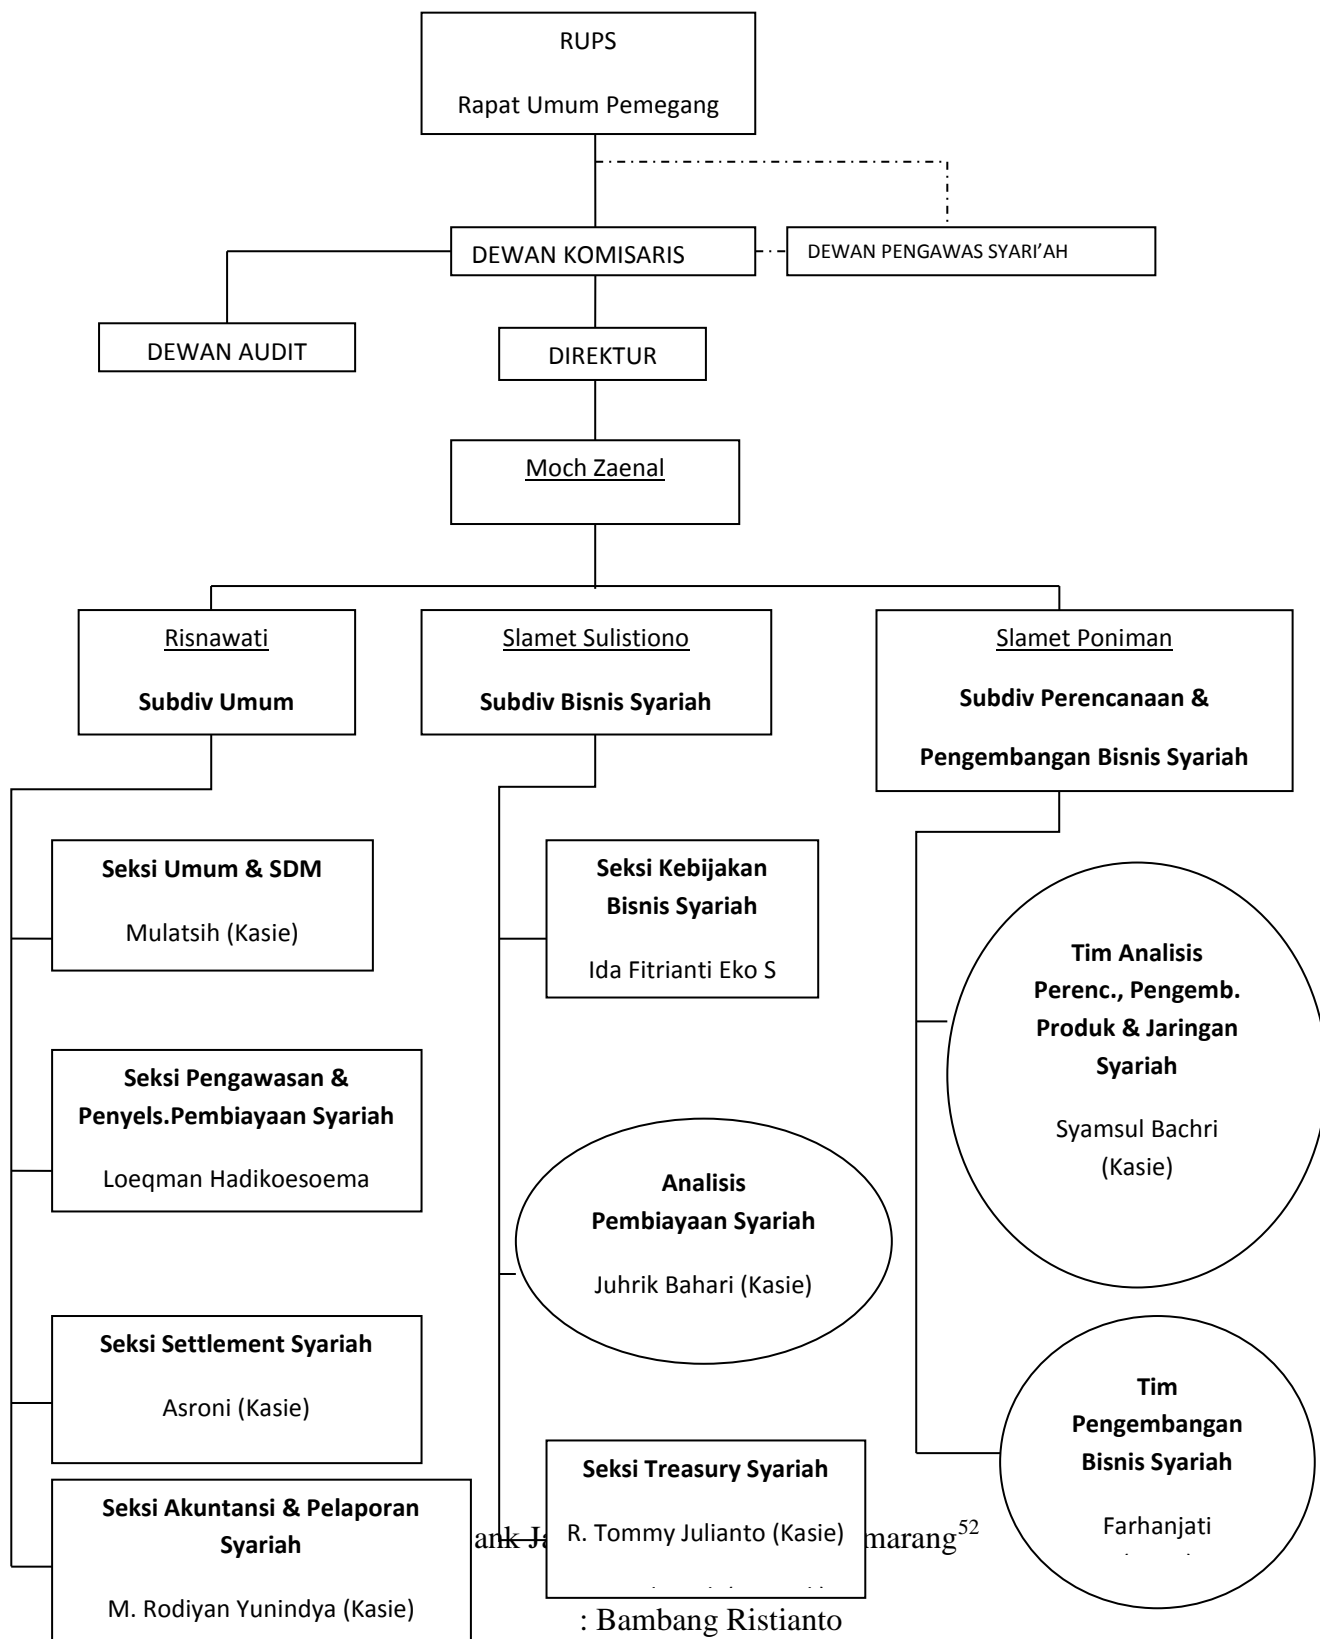 RUPS
Rapat Umum Pemegang
DEWAN KOMISARIS
DEWAN PENGAWAS SYARI’AH
DEWAN AUDIT
DIREKTUR
Moch Zaenal
Risnawati
Subdiv Umum
Slamet Sulistiono
Subdiv Bisnis Syariah
Slamet Poniman
Subdiv Perencanaan &
Pengembangan Bisnis Syariah
Seksi Umum & SDM
Mulatsih (Kasie)
Seksi Pengawasan &
Penyels.Pembiayaan Syariah
Loeqman Hadikoesoema
Seksi Settlement Syariah
Asroni (Kasie)
Seksi Akuntansi & Pelaporan
Syariah
M. Rodiyan Yunindya (Kasie)
Seksi Kebijakan
Bisnis Syariah
Ida Fitrianti Eko S
Analisis
Pembiayaan Syariah
Juhrik Bahari (Kasie)
Seksi Treasury Syariah
R. Tommy Julianto (Kasie)
Tim Analisis
Perenc., Pengemb.
Produk & Jaringan
Syariah
Syamsul Bachri
(Kasie)
Tim
Pengembangan
Bisnis Syariah
Farhanjati
ank Ja marang52
: Bambang Ristianto